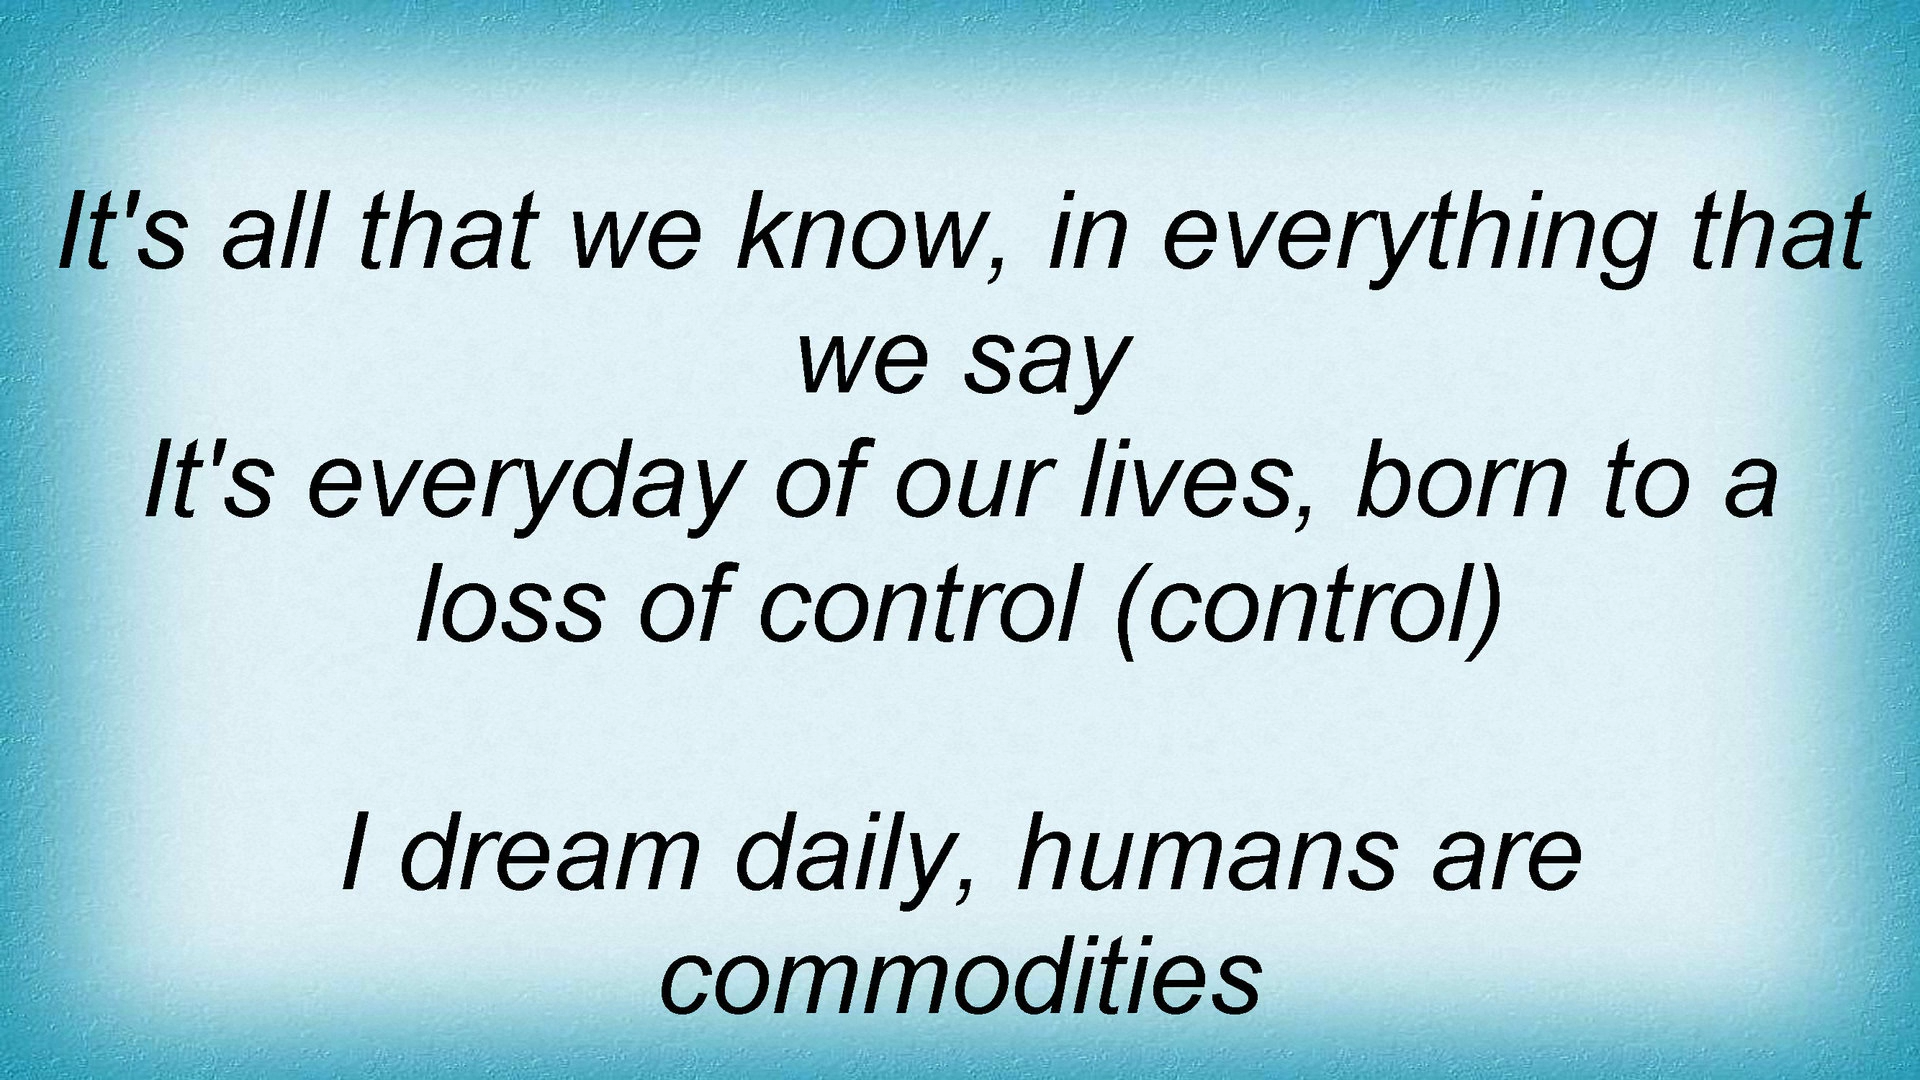 It's all that we know, in everything that
we say
It's everyday of our lives, born to a
loss of control (control)
I dream daily, humans are
commodities